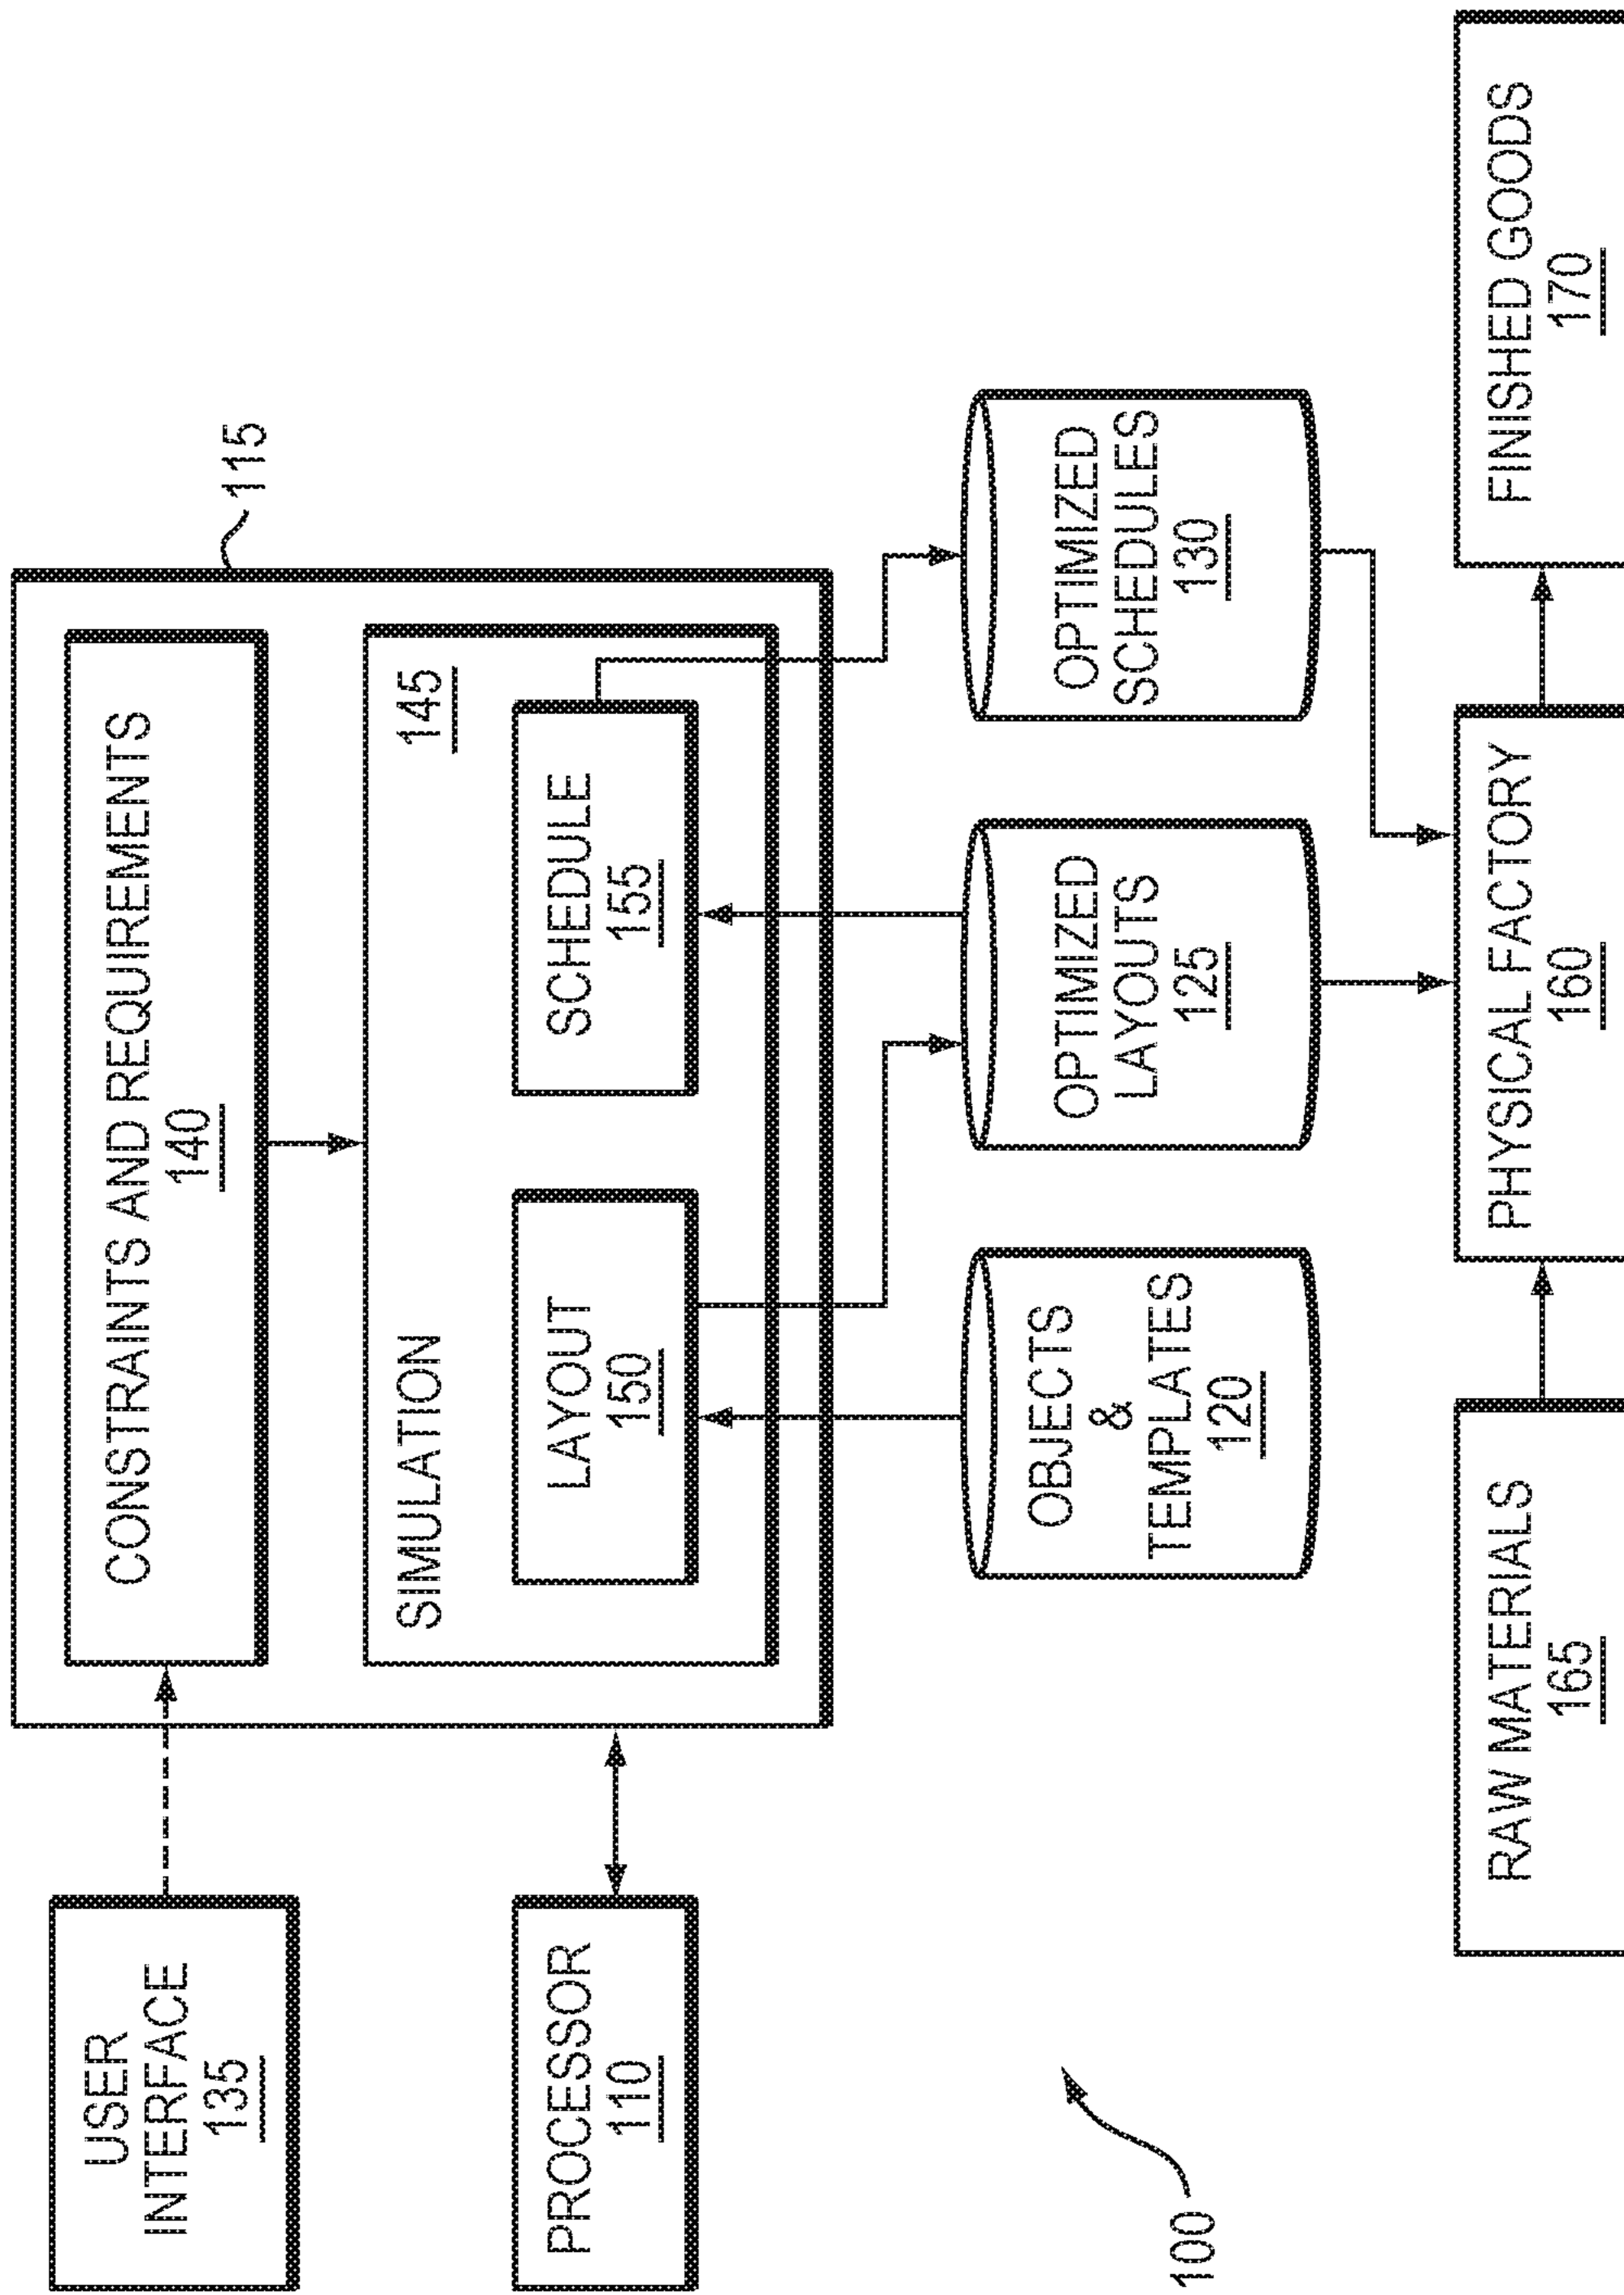 USER
INTERFACE
135
CONSTRAINTS AND REQUIREMENTS
140
115
PROCESSOR
110
SIMULATION
145
LAYOUT
150
SCHEDULE
155
OBJECTS
&
TEMPLATES
120
OPTIMIZED
LAYOUTS
125
OPTIMIZED
SCHEDULES
130
100
RAW MATERIALS
165
PHYSICAL FACTORY
160
FINISHED GOODS
170